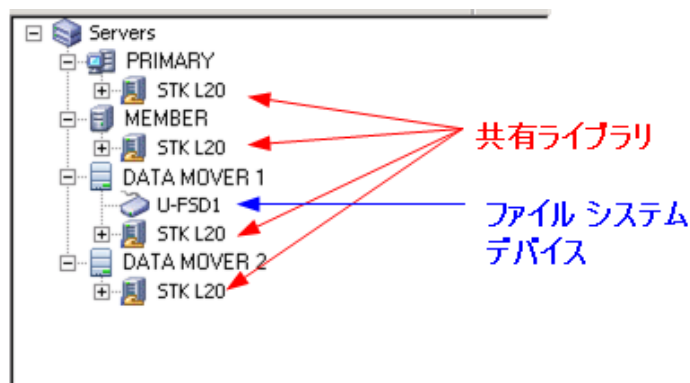 Servers
PRIMARY
STK L20
MEMBER
STK L20
共有ライブラリ
DATA MOVER 1
U-FSD1
ファイル システム
デバイス
STK L20
DATA MOVER 2
STK L20